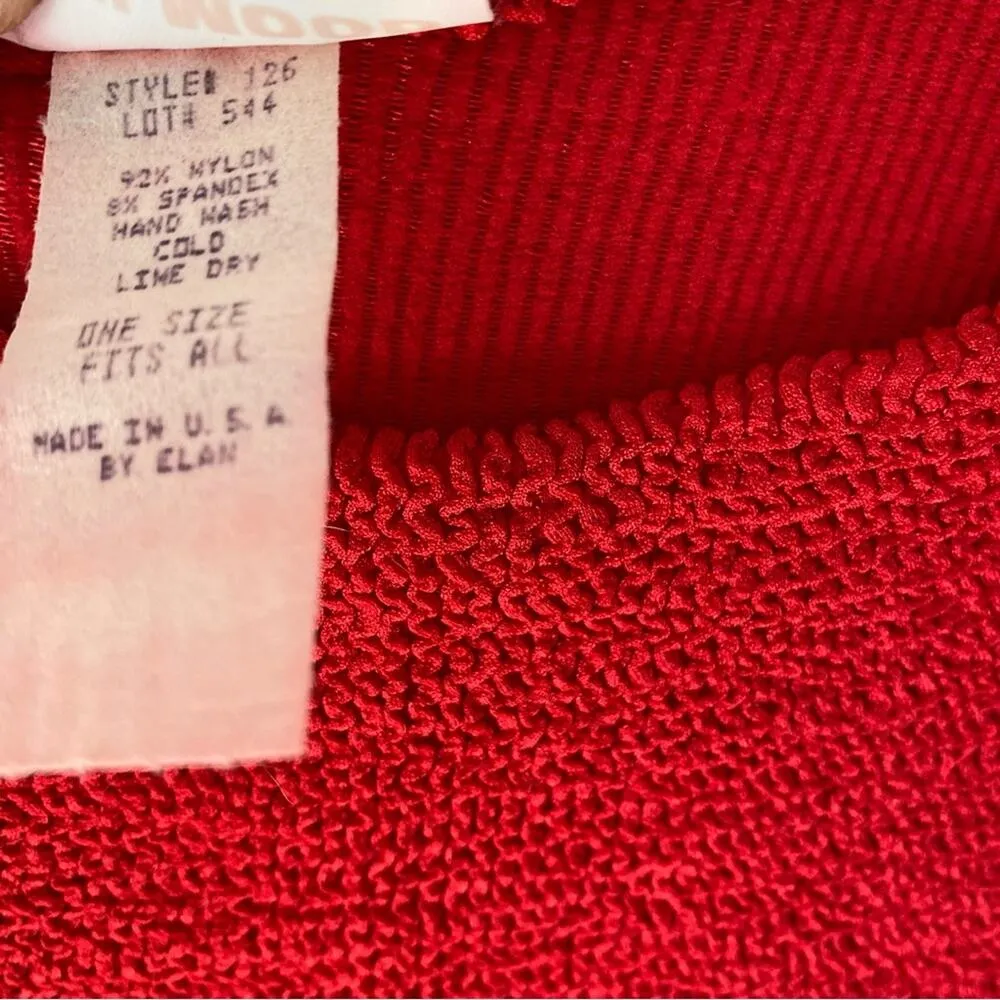 STYLE# 126
LOT# 544
92% NYLON
8% SPANDEX
HAND WASH
COLD
LINE DRY
ONE SIZE
FITS ALL
MADE IN U.S.A.
BY ELAN